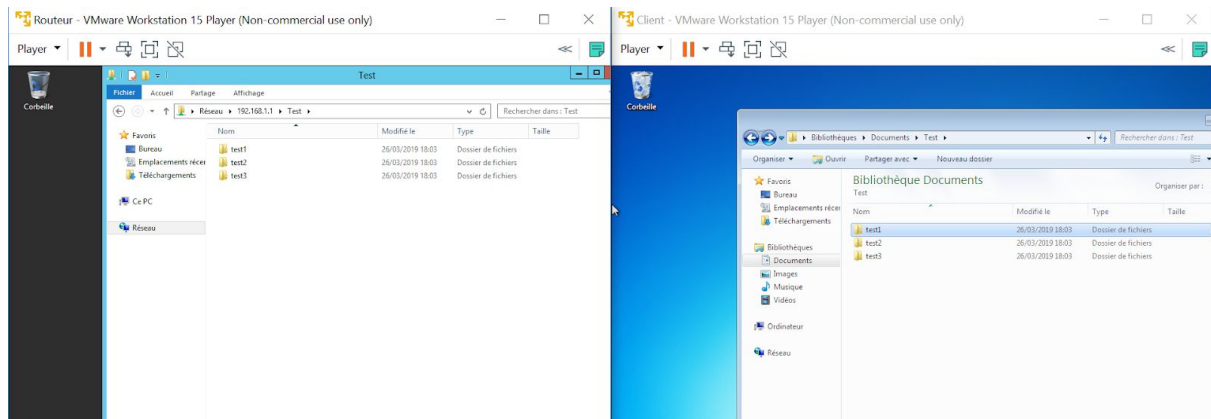 Routeur - VMware Workstation 15 Player (Non-commercial use only)
Player
Corbeille
Test
Fichier Accueil Partage Affichage
Réseau 192.168.1.1 Test
Rechercher dans : Test
Nom Modifié le Type Taille
Favoris
Bureau
Emplacements récer
Téléchargements
Ce PC
Réseau
test1 26/03/2019 18:03 Dossier de fichiers
test2 26/03/2019 18:03 Dossier de fichiers
test3 26/03/2019 18:03 Dossier de fichiers
Client - VMware Workstation 15 Player (Non-commercial use only)
Player
Corbeille
Bibliothèques Documents Test
Rechercher dans : Test
Organiser Ouvrir Partager avec Nouveau dossier
Favoris
Bureau
Emplacements récer
Téléchargements
Bibliothèques
Documents
Images
Musique
Vidéos
Ordinateur
Réseau
Bibliothèque Documents
Test
Organiser par :
Nom Modifié le Type Taille
test1 26/03/2019 18:03 Dossier de fichiers
test2 26/03/2019 18:03 Dossier de fichiers
test3 26/03/2019 18:03 Dossier de fichiers